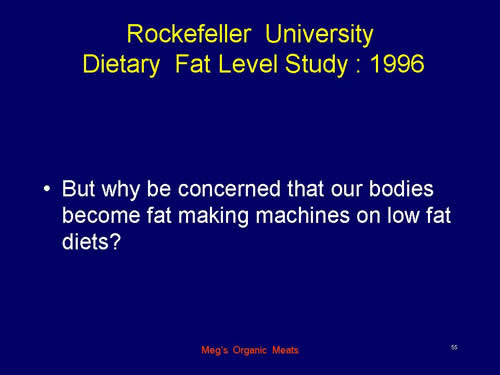 Rockefeller University
Dietary Fat Level Study : 1996
• But why be concerned that our bodies
become fat making machines on low fat
diets?
Meg's Organic Meats
55